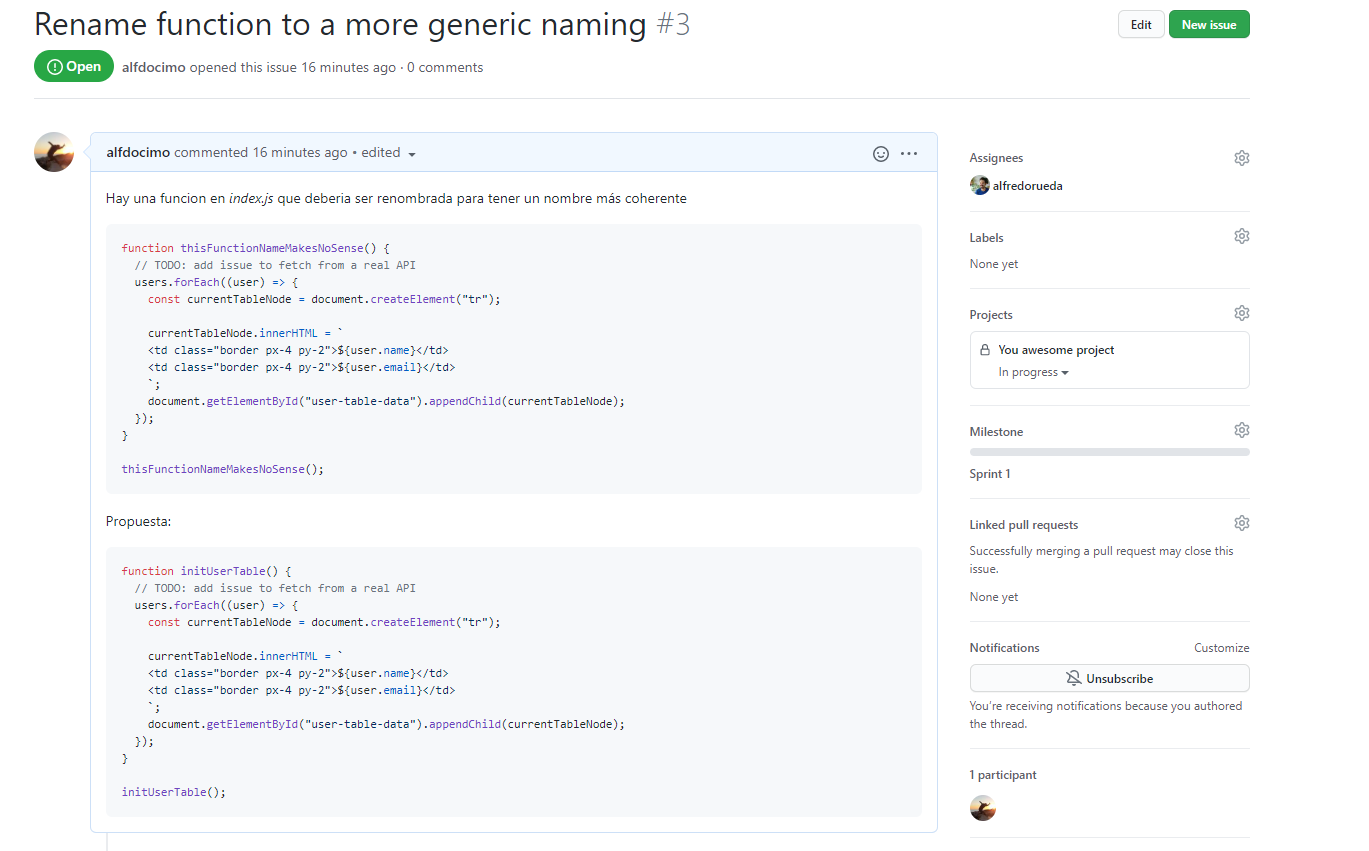 Rename function to a more generic naming #3
Edit
New issue
Open
alfdocimo opened this issue 16 minutes ago · 0 comments
alfdocimo commented 16 minutes ago • edited
Hay una funcion en index.js que deberia ser renombrada para tener un nombre más coherente
function thisFunctionNameMakesNoSense() {
  // TODO: add issue to fetch from a real API
  users.forEach((user) => {
    const currentTableNode = document.createElement("tr");
    currentTableNode.innerHTML = `
    <td class="border px-4 py-2">${user.name}</td>
    <td class="border px-4 py-2">${user.email}</td>
    `;
    document.getElementById("user-table-data").appendChild(currentTableNode);
  });
}
thisFunctionNameMakesNoSense();
Propuesta:
function initUserTable() {
  // TODO: add issue to fetch from a real API
  users.forEach((user) => {
    const currentTableNode = document.createElement("tr");
    currentTableNode.innerHTML = `
    <td class="border px-4 py-2">${user.name}</td>
    <td class="border px-4 py-2">${user.email}</td>
    `;
    document.getElementById("user-table-data").appendChild(currentTableNode);
  });
}
initUserTable();
Assignees
alfredorueda
Labels
None yet
Projects
You awesome project
In progress
Milestone
Sprint 1
Linked pull requests
Successfully merging a pull request may close this
issue.
None yet
Notifications
Customize
Unsubscribe
You're receiving notifications because you authored
the thread.
1 participant